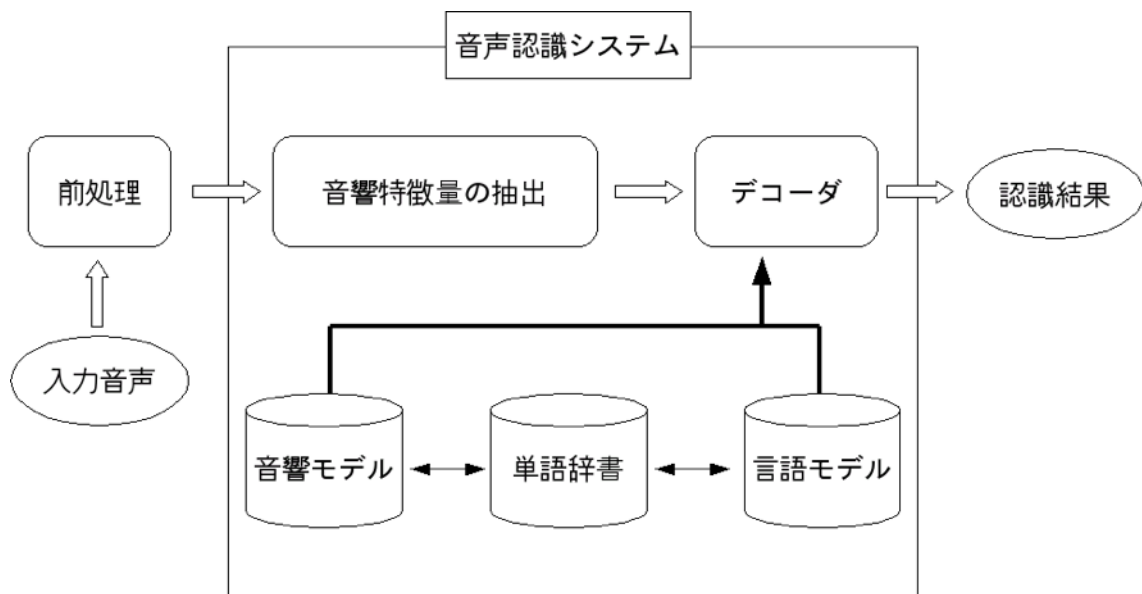 音声認識システム
前処理
音響特徴量の抽出
デコーダ
認識結果
入力音声
音響モデル
単語辞書
言語モデル